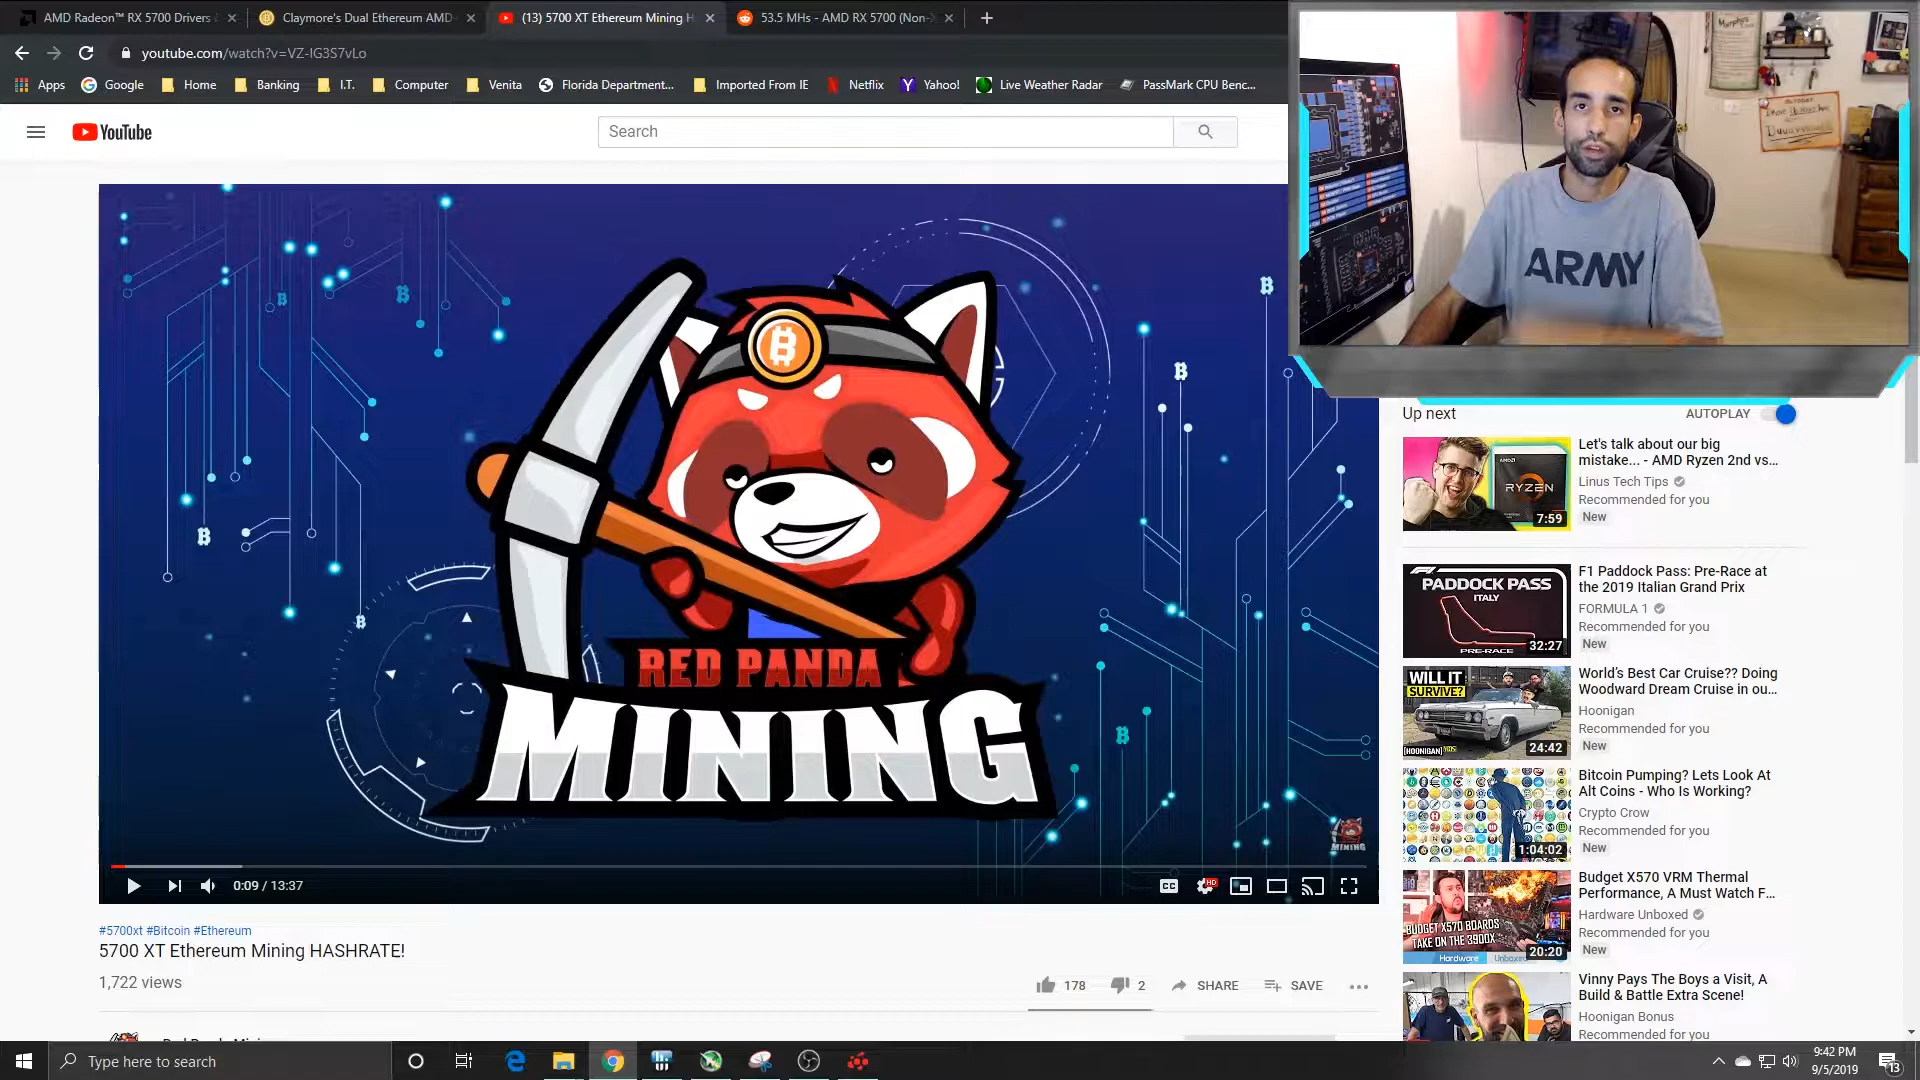 AMD Radeon™ RX 5700 Drivers
Claymore's Dual Ethereum AMD
(13) 5700 XT Ethereum Mining H
53.5 MHs - AMD RX 5700 (Non-
youtube.com/watch?v=VZ-IG3S7vLo
Apps
Google
Home
Banking
I.T.
Computer
Venita
Florida Department...
Imported From IE
Netflix
Yahoo!
Live Weather Radar
PassMark CPU Benc...
YouTube
Search
ARMY
RED PANDA
MINING
MINING
0:09 / 13:37
CC
HD
#5700xt #Bitcoin #Ethereum
5700 XT Ethereum Mining HASHRATE!
1,722 views
178
2
SHARE
SAVE
Up next
AUTOPLAY
RYZEN
7:59
Let's talk about our big
mistake... - AMD Ryzen 2nd vs...
Linus Tech Tips
Recommended for you
New
PADDOCK PASS
ITALY
PRE-RACE
32:27
F1 Paddock Pass: Pre-Race at
the 2019 Italian Grand Prix
FORMULA 1
Recommended for you
New
WILL IT
SURVIVE?
24:42
World's Best Car Cruise?? Doing
Woodward Dream Cruise in ou...
Hoonigan
Recommended for you
New
1:04:02
Bitcoin Pumping? Lets Look At
Alt Coins - Who Is Working?
Crypto Crow
Recommended for you
New
BUDGET X570 BOARDS
TAKE ON THE 3900X
Hardware Unboxed
20:20
Budget X570 VRM Thermal
Performance, A Must Watch F...
Hardware Unboxed
Recommended for you
New
Vinny Pays The Boys a Visit, A
Build & Battle Extra Scene!
Hoonigan Bonus
Recommended for you
Type here to search
9:42 PM
9/5/2019
13